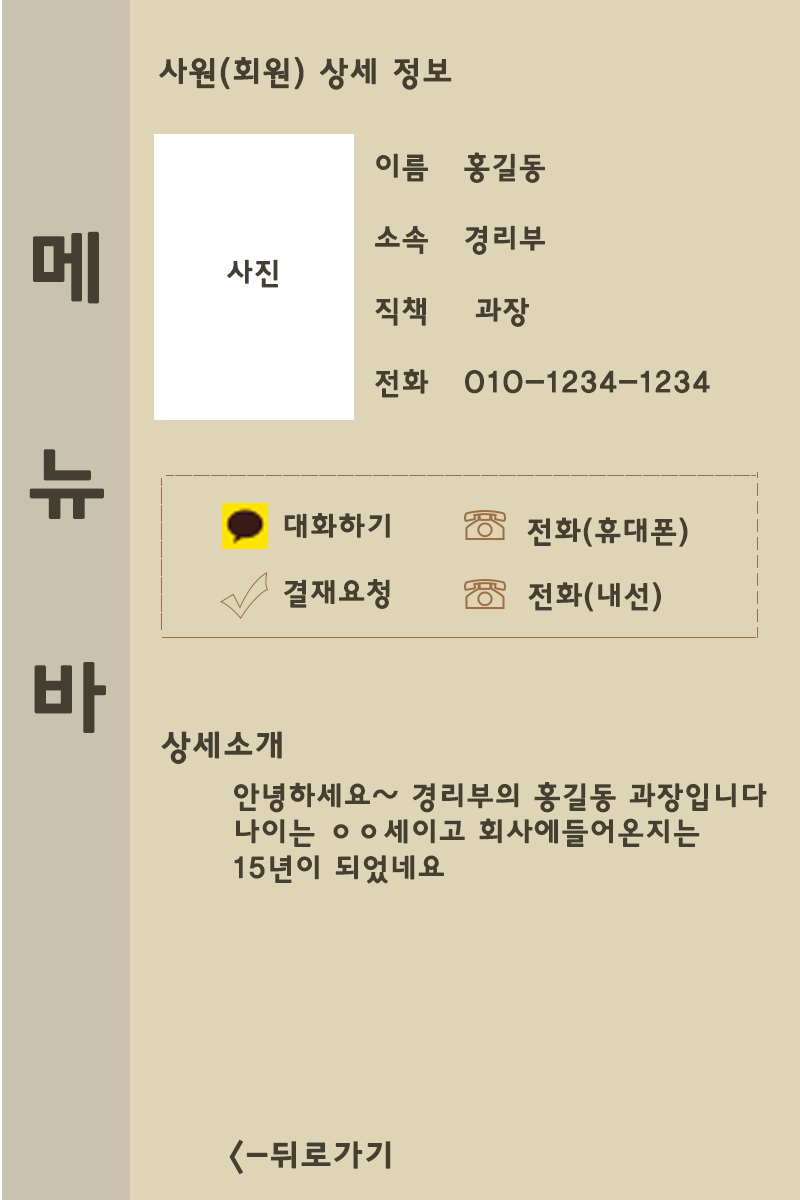 메
뉴
바
사원(회원) 상세 정보
사진
이름 홍길동
소속 경리부
직책 과장
전화 010-1234-1234
대화하기
전화(휴대폰)
결재요청
전화(내선)
상세소개
안녕하세요~ 경리부의 홍길동 과장입니다
나이는 ㅇㅇ세이고 회사에들어온지는
15년이 되었네요
<-뒤로가기